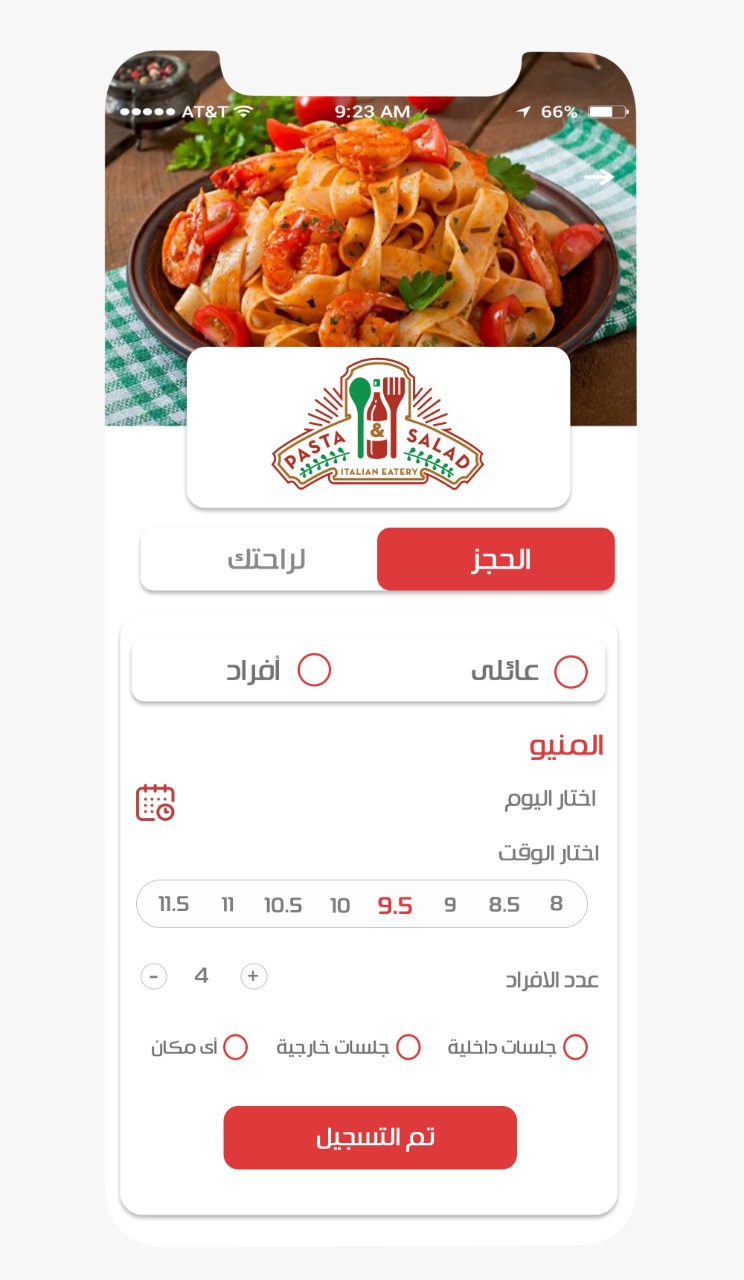 AT&T 9:23 AM 66%
PASTA & SALAD
ITALIAN EATERY
الحجز لراحتك
عائلى أفراد
المنيو
اختار اليوم
اختار الوقت
8 8.5 9 9.5 10 10.5 11 11.5
عدد الافراد + 4 -
جلسات داخلية جلسات خارجية أى مكان
تم التسجيل